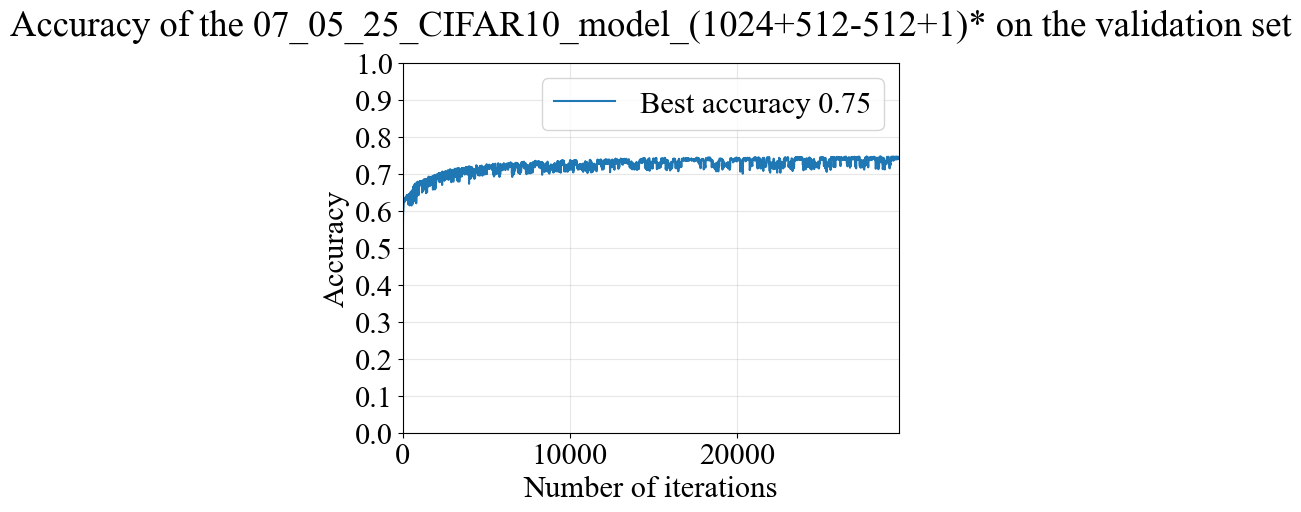 Accuracy of the 07_05_25_CIFAR10_model_(1024+512-512+1)* on the validation set
Best accuracy 0.75
1.0
0.9
0.8
0.7
0.6
0.5
0.4
0.3
0.2
0.1
0.0
Accuracy
0 10000 20000
Number of iterations